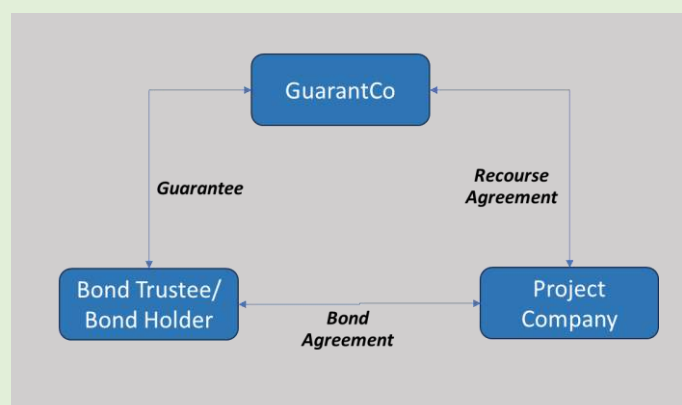 GuarantCo
Guarantee
Recourse
Agreement
Bond Trustee/
Bond Holder
Bond
Agreement
Project
Company